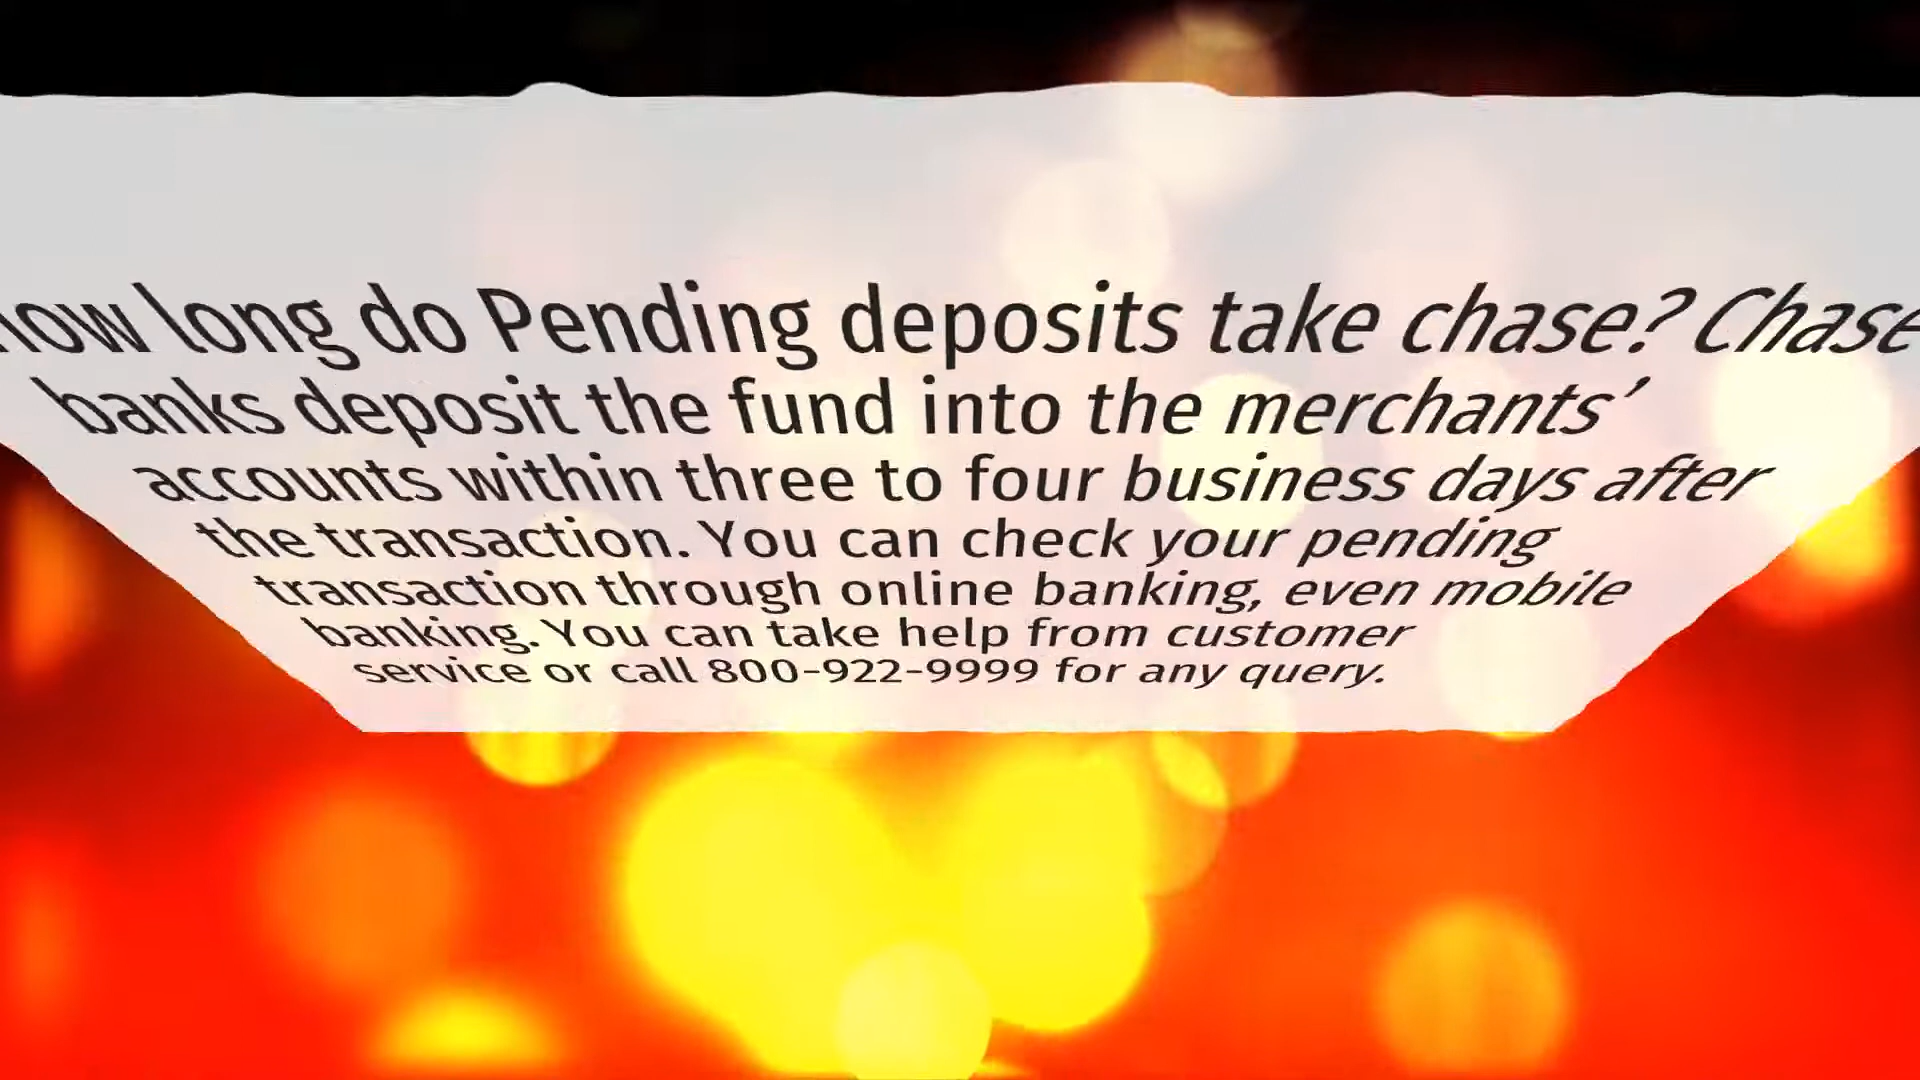 how long do Pending deposits take chase? Chase
banks deposit the fund into the merchants’
accounts within three to four business days after
the transaction. You can check your pending
transaction through online banking, even mobile
banking. You can take help from customer
service or call 800-922-9999 for any query.